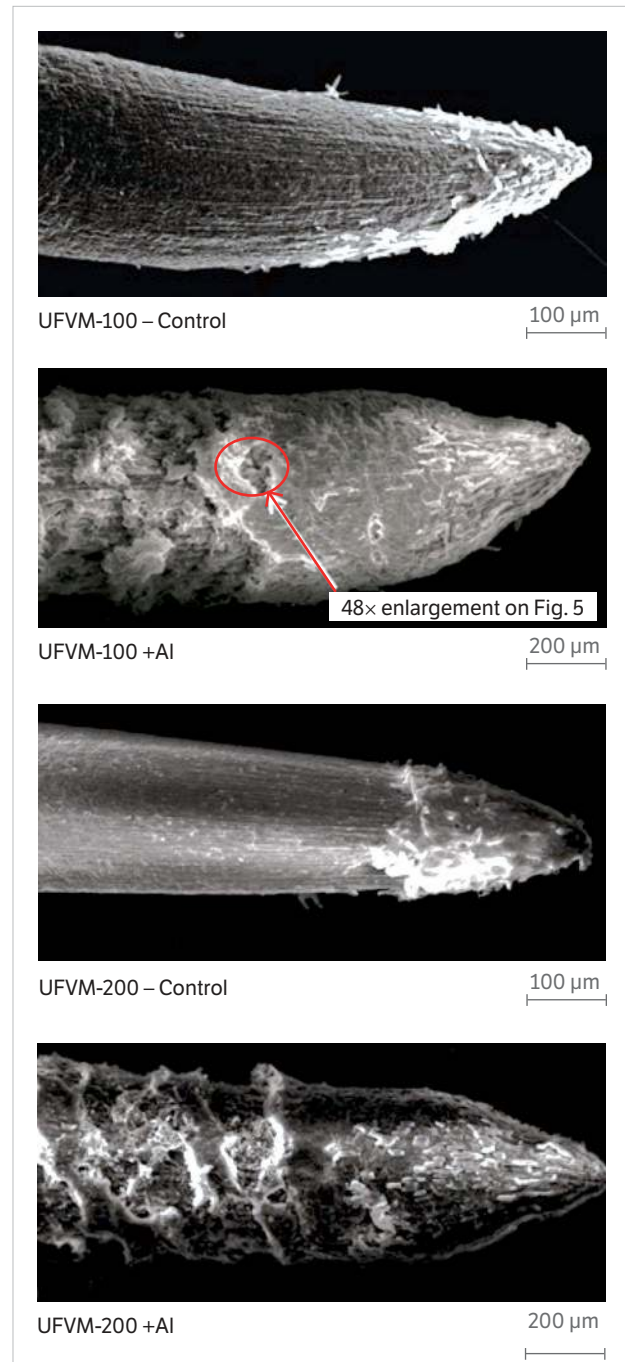 UFVM-100 – Control
100 µm
48× enlargement on Fig. 5
UFVM-100 +Al
200 µm
UFVM-200 – Control
100 µm
UFVM-200 +Al
200 µm